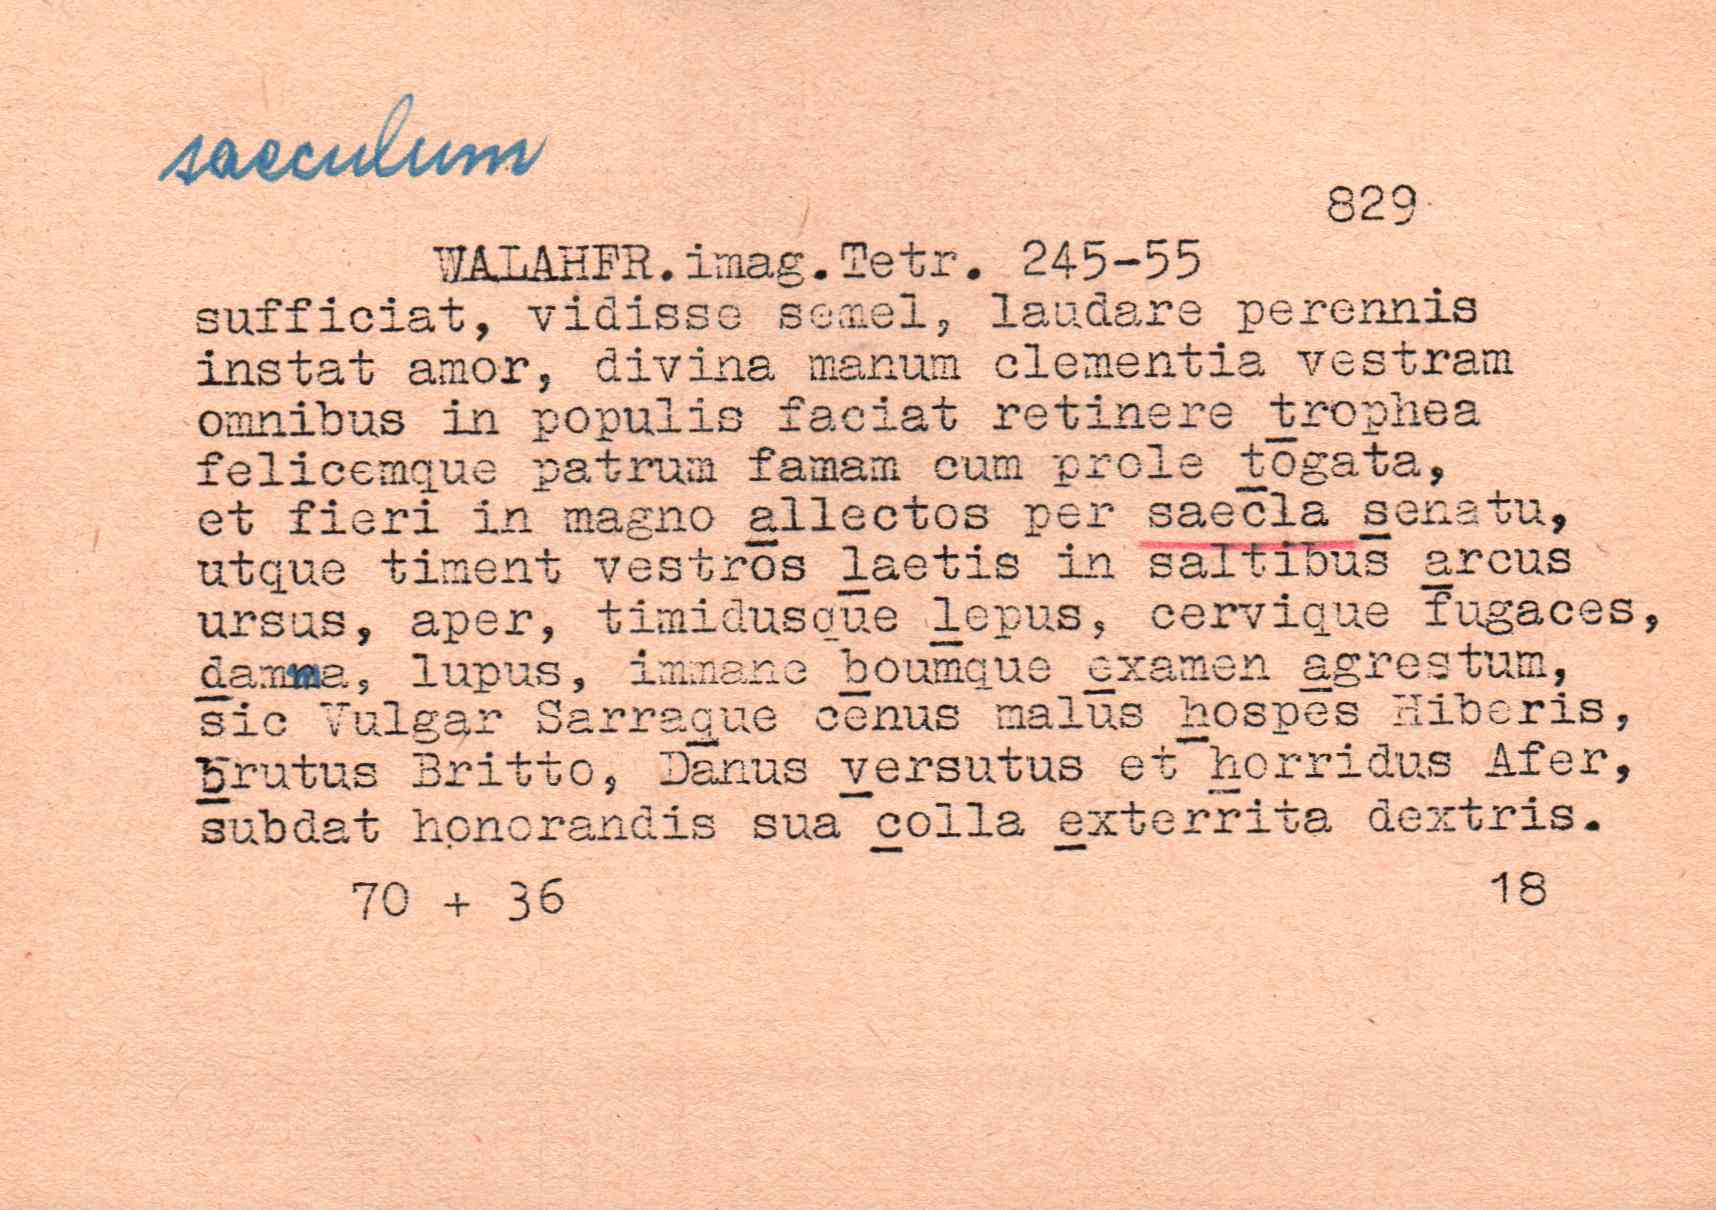 saeculum
829
WALAHFR.imag.Tetr. 245-55
sufficiat, vidisse semel, laudare perennis
instat amor, divina manum clementia vestram
omnibus in populis faciat retinere trophea
felicemque patrum famam cum prole togata,
et fieri in magno allectos per saecla senatu,
utque timent vestros laetis in saltibus arcus
ursus, aper, timidusque lepus, cervique fugaces,
damma, lupus, immane boumque examen agrestum,
sic Vulgar Sarraque cenus malus hospes Hiberis,
brutus Britto, Danus versutus et horridus Afer,
subdat honorandis sua colla exterrita dextris.
70 + 36
18